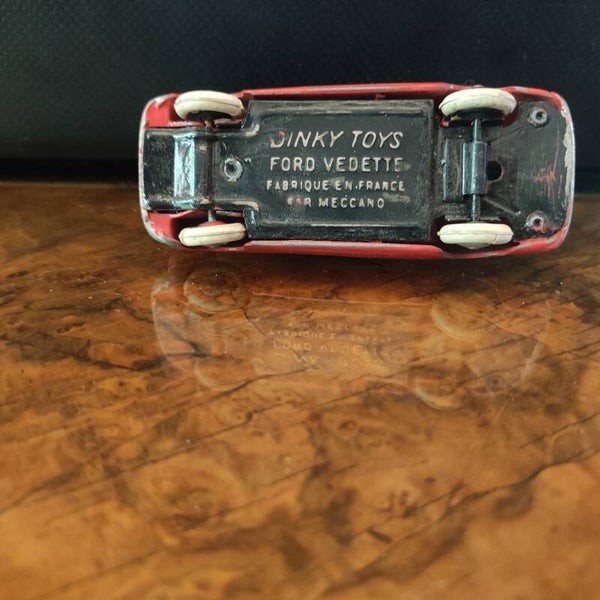 DINKY TOYS
FORD VEDETTE
FABRIQUE EN FRANCE
PAR MECCANO